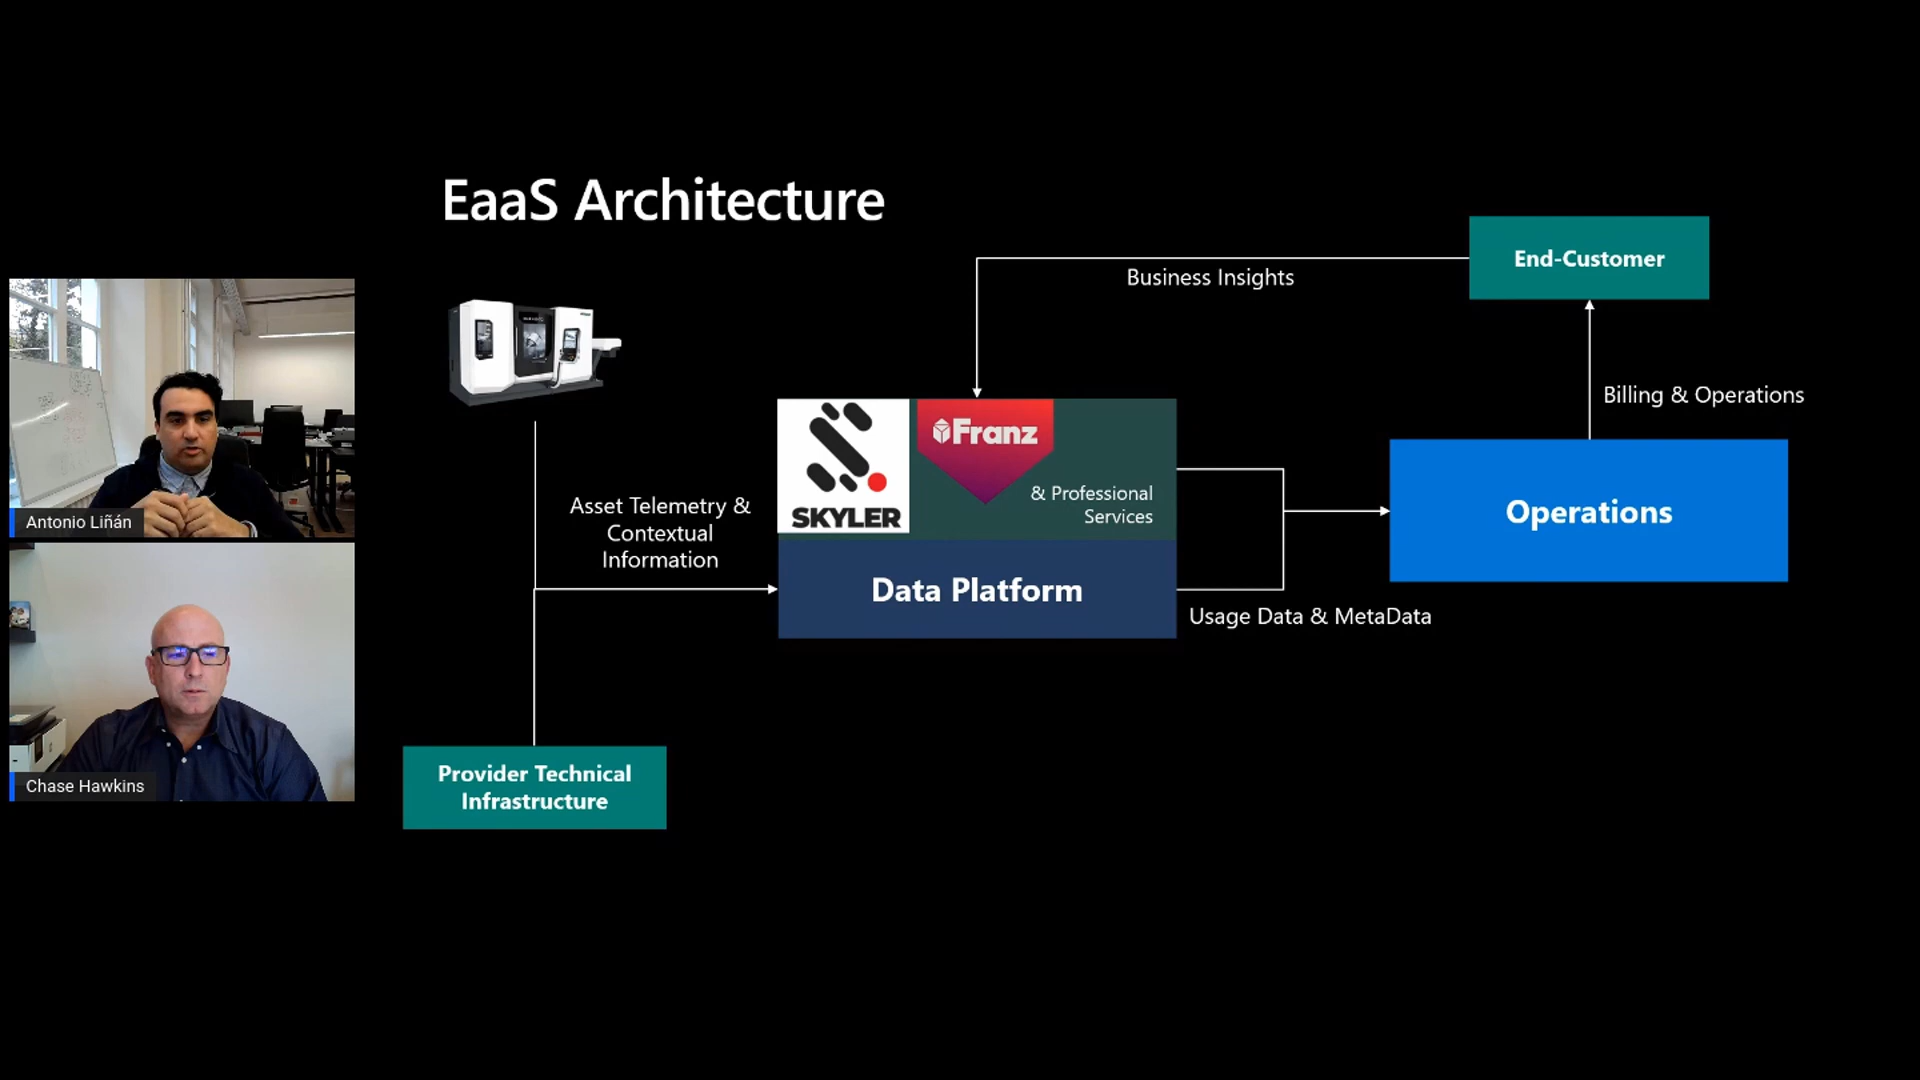 EaaS Architecture
End-Customer
Business Insights
Billing & Operations
Franz
& Professional
Services
SKYLER
Asset Telemetry &
Contextual
Information
Operations
Data Platform
Usage Data & MetaData
Provider Technical
Infrastructure
Antonio Liñán
Chase Hawkins